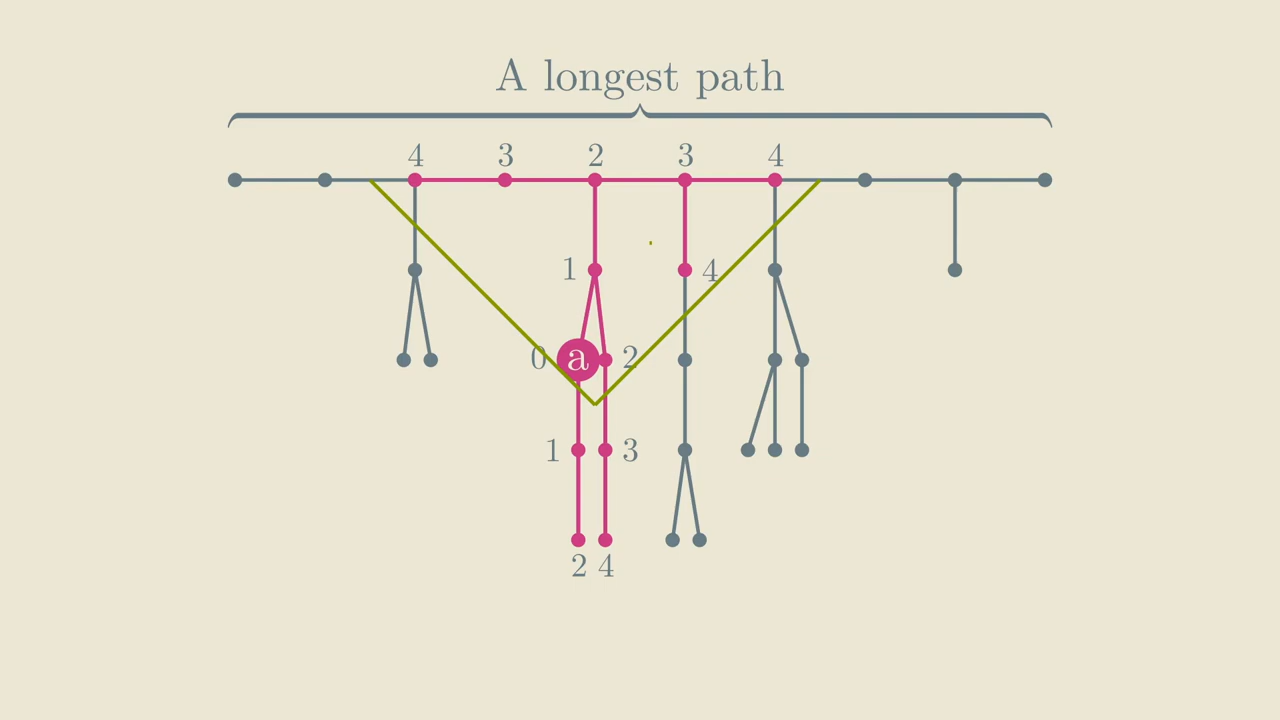 A longest path
4 3 2 3 4
1 4
0 a 2
1 3
2 4